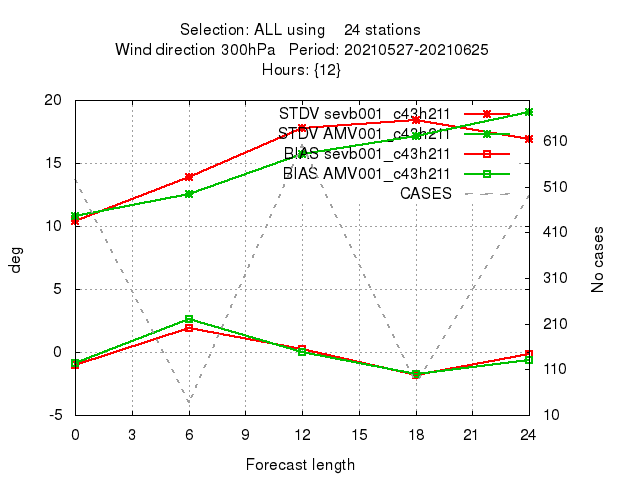 Selection: ALL using    24 stations
Wind direction 300hPa   Period: 20210527-20210625
Hours: {12}
STDV sevb001_c43h211
STDV AMV001_c43h211
BIAS sevb001_c43h211
BIAS AMV001_c43h211
CASES
20
15
10
5
0
-5
deg
610
510
410
310
210
110
10
No cases
0 3 6 9 12 15 18 21 24
Forecast length